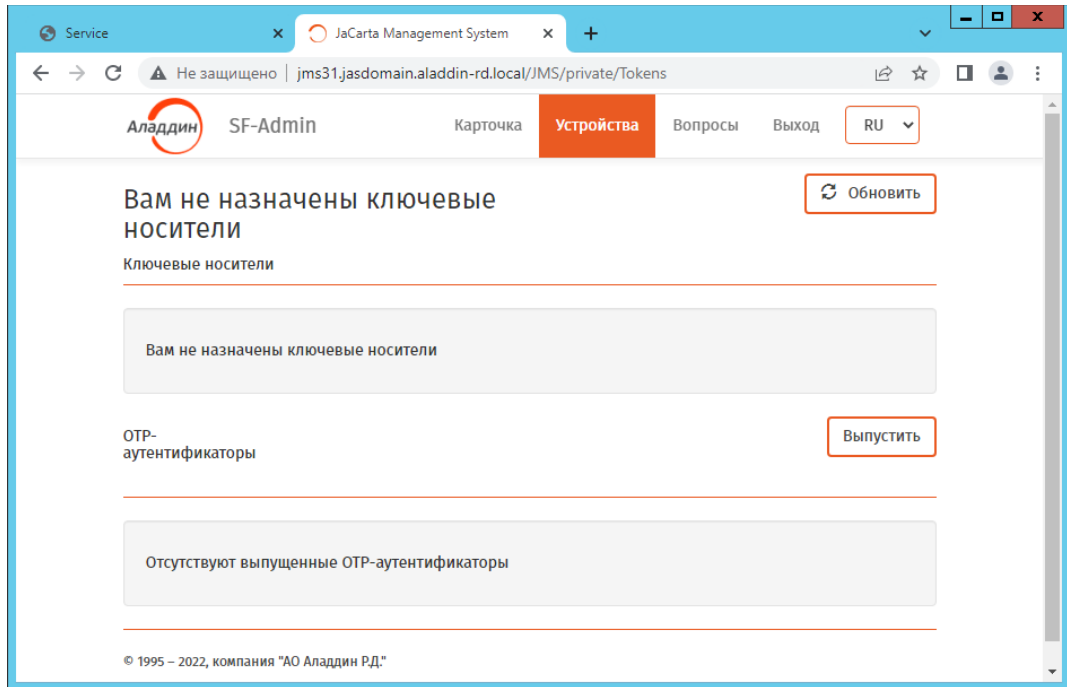 Service
JaCarta Management System
Не защищено jms31.jasdomain.aladdin-rd.local/JMS/private/Tokens
Аладдин
SF-Admin
Карточка
Устройства
Вопросы
Выход
RU
Вам не назначены ключевые
носители
Обновить
Ключевые носители
Вам не назначены ключевые носители
OTP-
аутентификаторы
Выпустить
Отсутствуют выпущенные OTP-аутентификаторы
© 1995 – 2022, компания "АО Аладдин Р.Д."